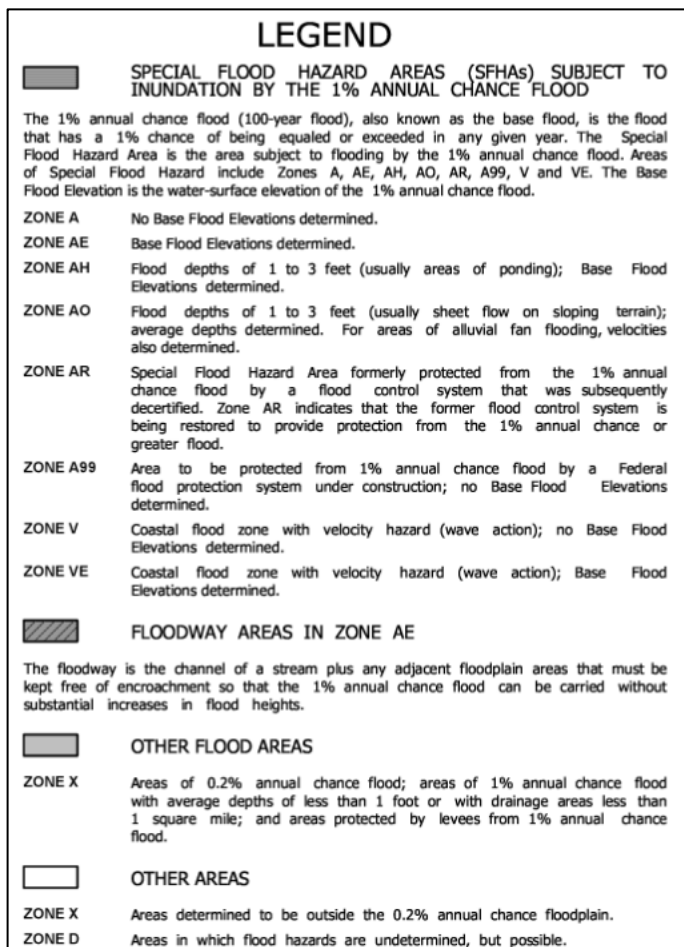 LEGEND
SPECIAL FLOOD HAZARD AREAS (SFHAs) SUBJECT TO
INUNDATION BY THE 1% ANNUAL CHANCE FLOOD
The 1% annual chance flood (100-year flood), also known as the base flood, is the flood
that has a 1% chance of being equaled or exceeded in any given year. The Special
Flood Hazard Area is the area subject to flooding by the 1% annual chance flood. Areas
of Special Flood Hazard include Zones A, AE, AH, AO, AR, A99, V and VE. The Base
Flood Elevation is the water-surface elevation of the 1% annual chance flood.
ZONE A No Base Flood Elevations determined.
ZONE AE Base Flood Elevations determined.
ZONE AH Flood depths of 1 to 3 feet (usually areas of ponding); Base Flood
Elevations determined.
ZONE AO Flood depths of 1 to 3 feet (usually sheet flow on sloping terrain);
average depths determined. For areas of alluvial fan flooding, velocities
also determined.
ZONE AR Special Flood Hazard Area formerly protected from the 1% annual
chance flood by a flood control system that was subsequently
decertified. Zone AR indicates that the former flood control system is
being restored to provide protection from the 1% annual chance or
greater flood.
ZONE A99 Area to be protected from 1% annual chance flood by a Federal
flood protection system under construction; no Base Flood Elevations
determined.
ZONE V Coastal flood zone with velocity hazard (wave action); no Base Flood
Elevations determined.
ZONE VE Coastal flood zone with velocity hazard (wave action); Base Flood
Elevations determined.
FLOODWAY AREAS IN ZONE AE
The floodway is the channel of a stream plus any adjacent floodplain areas that must be
kept free of encroachment so that the 1% annual chance flood can be carried without
substantial increases in flood heights.
OTHER FLOOD AREAS
ZONE X Areas of 0.2% annual chance flood; areas of 1% annual chance flood
with average depths of less than 1 foot or with drainage areas less than
1 square mile; and areas protected by levees from 1% annual chance
flood.
OTHER AREAS
ZONE X Areas determined to be outside the 0.2% annual chance floodplain.
ZONE D Areas in which flood hazards are undetermined, but possible.